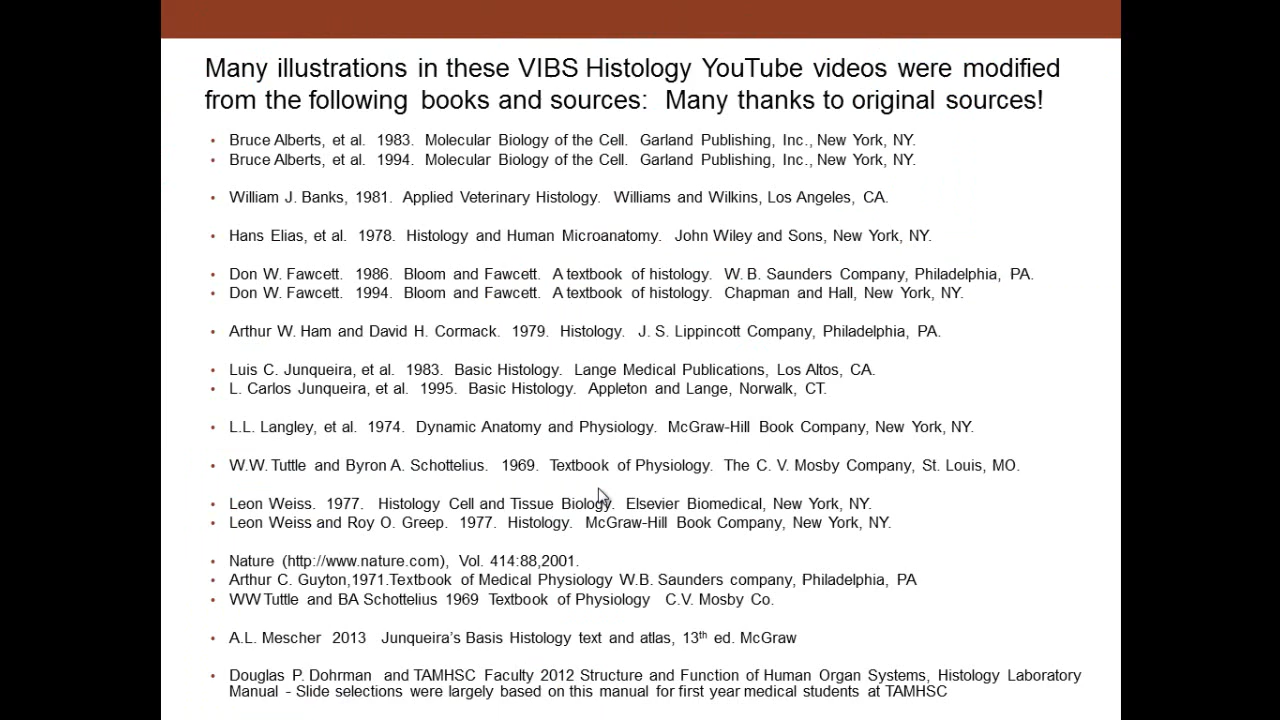 Many illustrations in these VIBS Histology YouTube videos were modified
from the following books and sources: Many thanks to original sources!
• Bruce Alberts, et al. 1983. Molecular Biology of the Cell. Garland Publishing, Inc., New York, NY.
• Bruce Alberts, et al. 1994. Molecular Biology of the Cell. Garland Publishing, Inc., New York, NY.
• William J. Banks, 1981. Applied Veterinary Histology. Williams and Wilkins, Los Angeles, CA.
• Hans Elias, et al. 1978. Histology and Human Microanatomy. John Wiley and Sons, New York, NY.
• Don W. Fawcett. 1986. Bloom and Fawcett. A textbook of histology. W. B. Saunders Company, Philadelphia, PA.
• Don W. Fawcett. 1994. Bloom and Fawcett. A textbook of histology. Chapman and Hall, New York, NY.
• Arthur W. Ham and David H. Cormack. 1979. Histology. J. S. Lippincott Company, Philadelphia, PA.
• Luis C. Junqueira, et al. 1983. Basic Histology. Lange Medical Publications, Los Altos, CA.
• L. Carlos Junqueira, et al. 1995. Basic Histology. Appleton and Lange, Norwalk, CT.
• L.L. Langley, et al. 1974. Dynamic Anatomy and Physiology. McGraw-Hill Book Company, New York, NY.
• W.W. Tuttle and Byron A. Schottelius. 1969. Textbook of Physiology. The C. V. Mosby Company, St. Louis, MO.
• Leon Weiss. 1977. Histology Cell and Tissue Biology. Elsevier Biomedical, New York, NY.
• Leon Weiss and Roy O. Greep. 1977. Histology. McGraw-Hill Book Company, New York, NY.
• Nature (http://www.nature.com), Vol. 414:88,2001.
• Arthur C. Guyton,1971.Textbook of Medical Physiology W.B. Saunders company, Philadelphia, PA
• WW Tuttle and BA Schottelius 1969 Textbook of Physiology C.V. Mosby Co.
• A.L. Mescher 2013 Junqueira's Basis Histology text and atlas, 13th ed. McGraw
• Douglas P. Dohrman and TAMHSC Faculty 2012 Structure and Function of Human Organ Systems, Histology Laboratory
Manual - Slide selections were largely based on this manual for first year medical students at TAMHSC